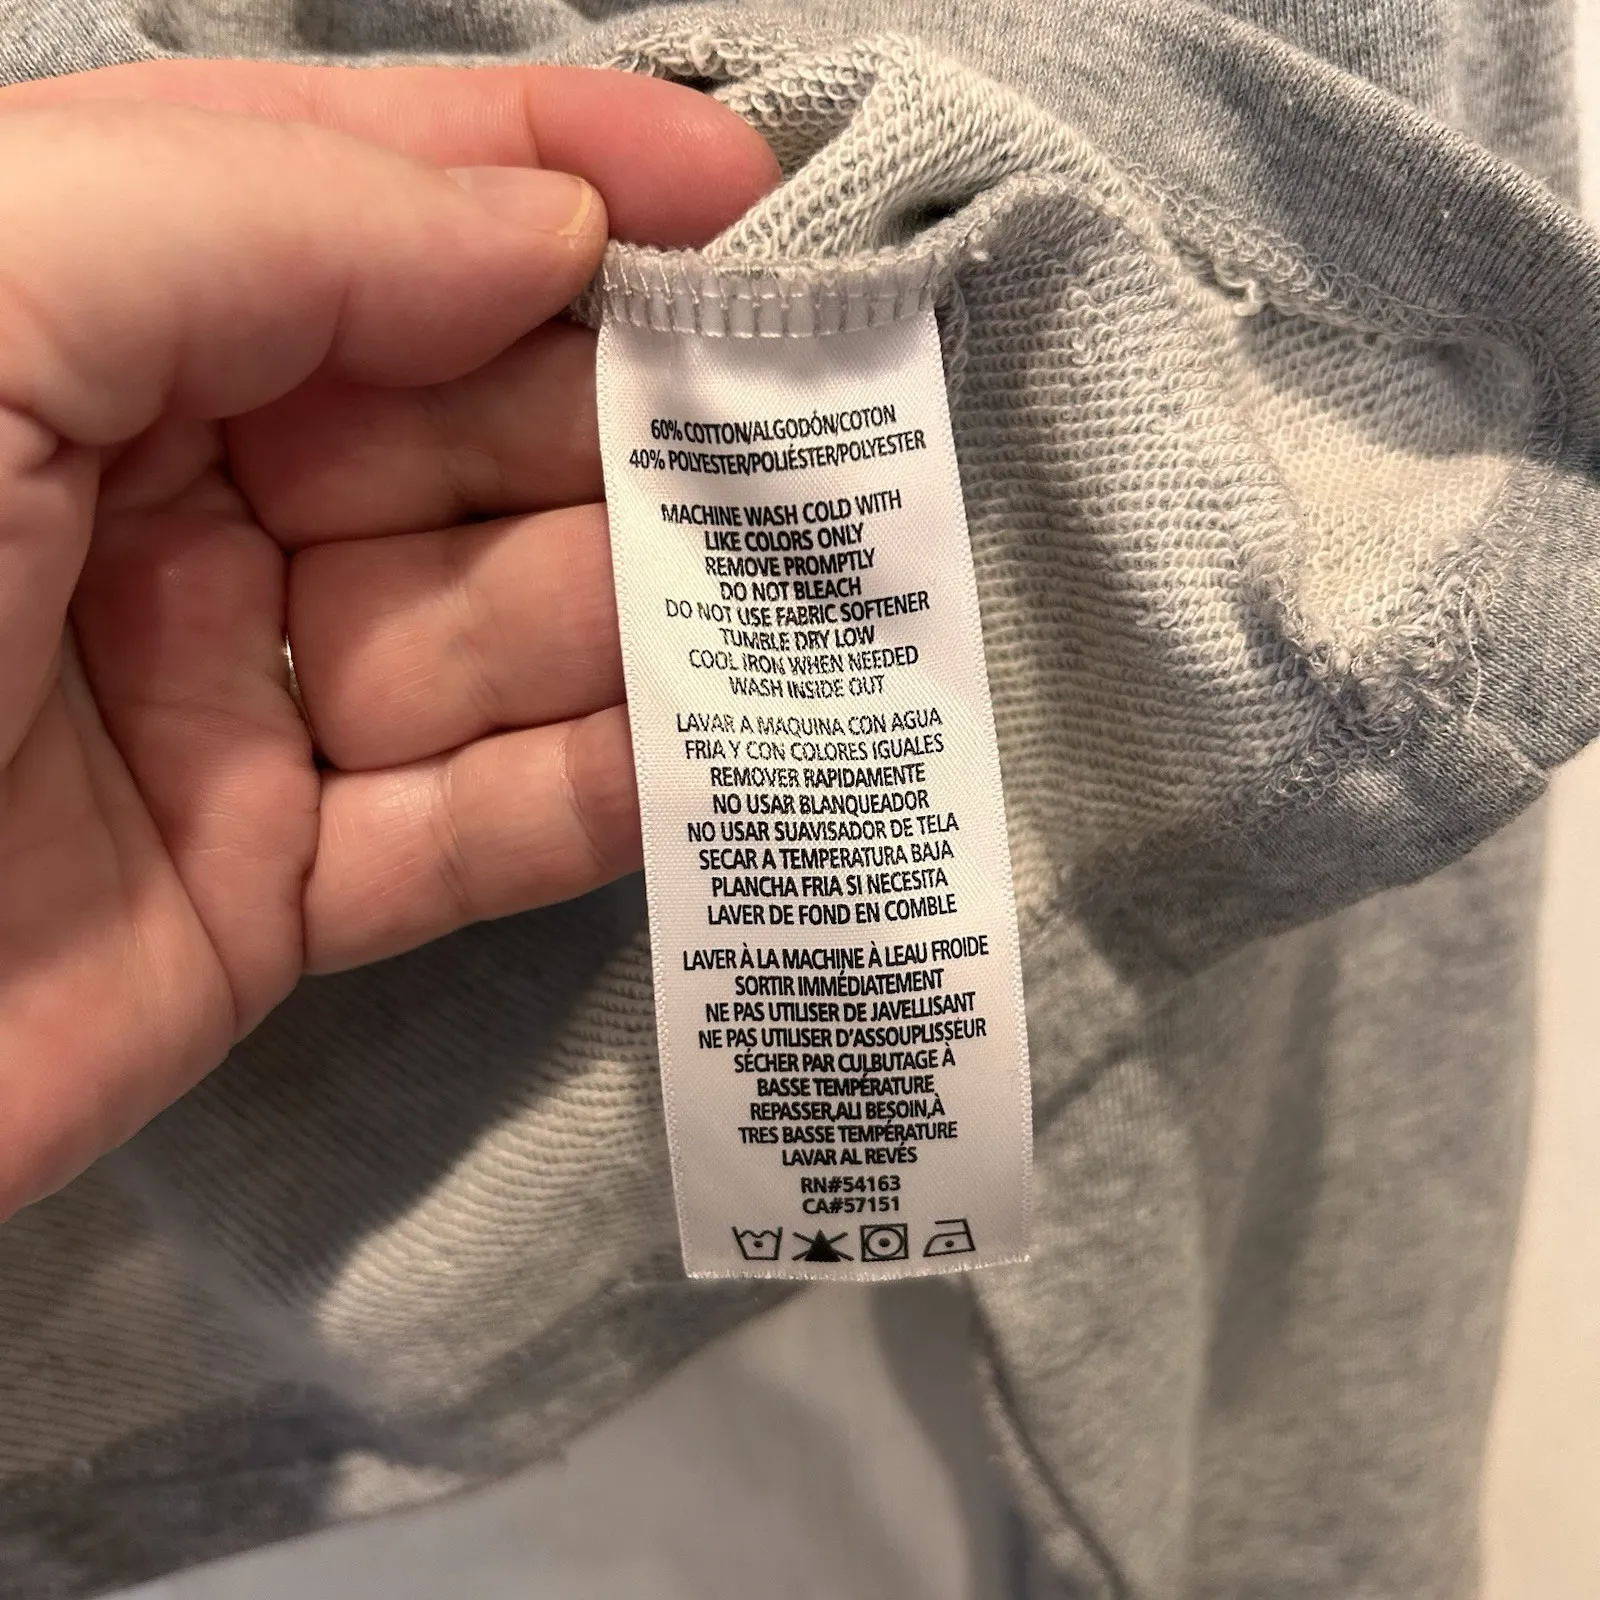 60% COTTON/ALGODÓN/COTON
40% POLYESTER/POLIÉSTER/POLYESTER
MACHINE WASH COLD WITH
LIKE COLORS ONLY
REMOVE PROMPTLY
DO NOT BLEACH
DO NOT USE FABRIC SOFTENER
TUMBLE DRY LOW
COOL IRON WHEN NEEDED
WASH INSIDE OUT
LAVAR A MAQUINA CON AGUA
FRIA Y CON COLORES IGUALES
REMOVER RAPIDAMENTE
NO USAR BLANQUEADOR
NO USAR SUAVISADOR DE TELA
SECAR A TEMPERATURA BAJA
PLANCHA FRIA SI NECESITA
LAVER DE FOND EN COMBLE
LAVER À LA MACHINE À LEAU FROIDE
SORTIR IMMÉDIATEMENT
NE PAS UTILISER DE JAVELLISANT
NE PAS UTILISER D'ASSOUPLISSEUR
SÉCHER PAR CULBUTAGE À
BASSE TEMPÉRATURE
REPASSER,ALI BESOIN,À
TRES BASSE TEMPÉRATURE
LAVAR AL REVÉS
RN#54163
CA#57151